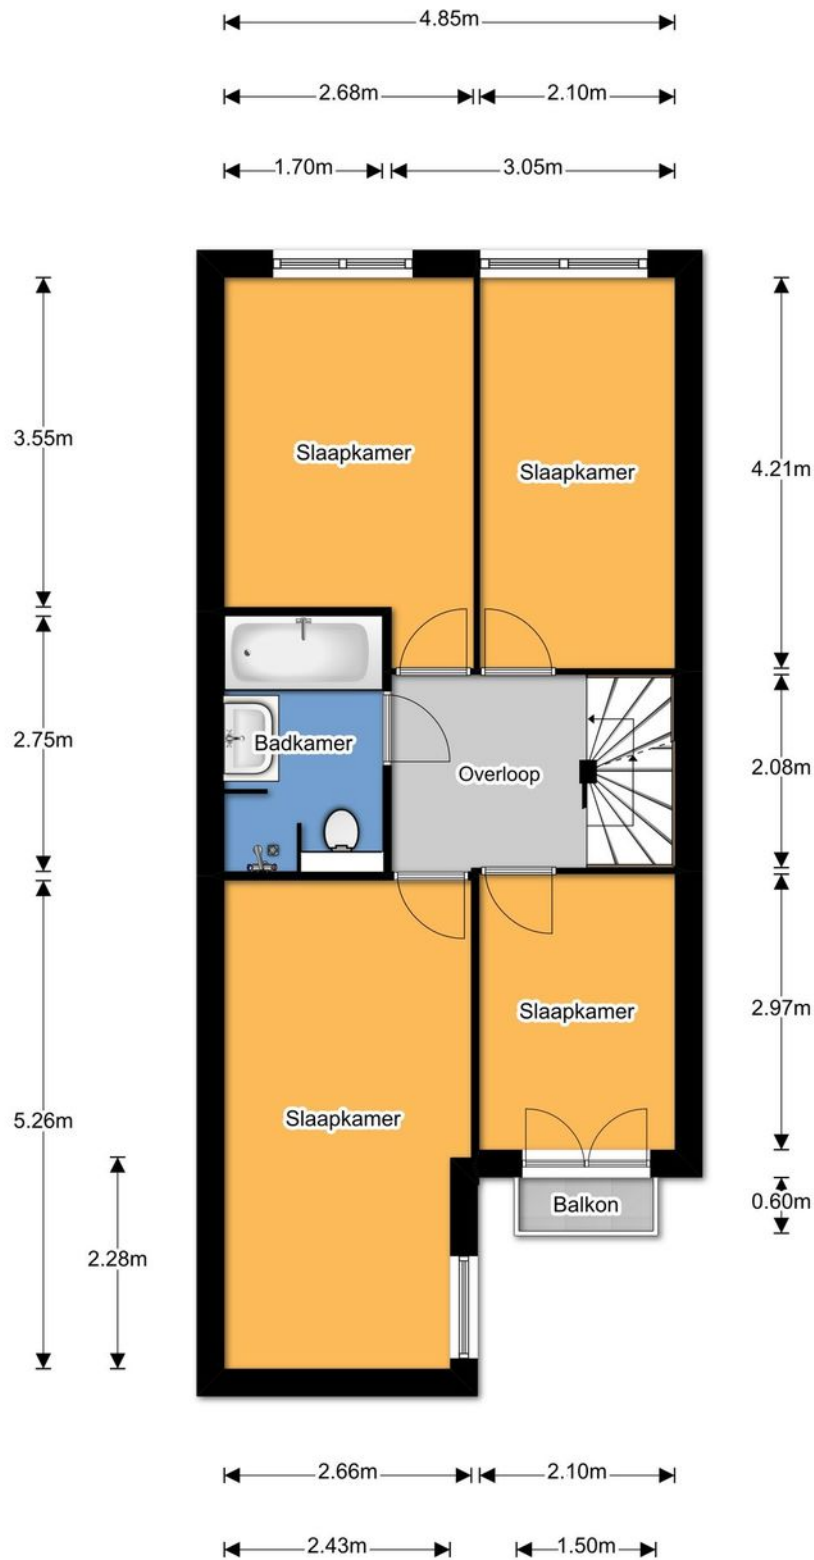 4.85m
2.68m
2.10m
1.70m
3.05m
3.55m
Slaapkamer
Slaapkamer
4.21m
2.75m
Badkamer
Overloop
2.08m
Slaapkamer
2.97m
5.26m
Slaapkamer
Balkon
0.60m
2.28m
2.66m
2.10m
2.43m
1.50m